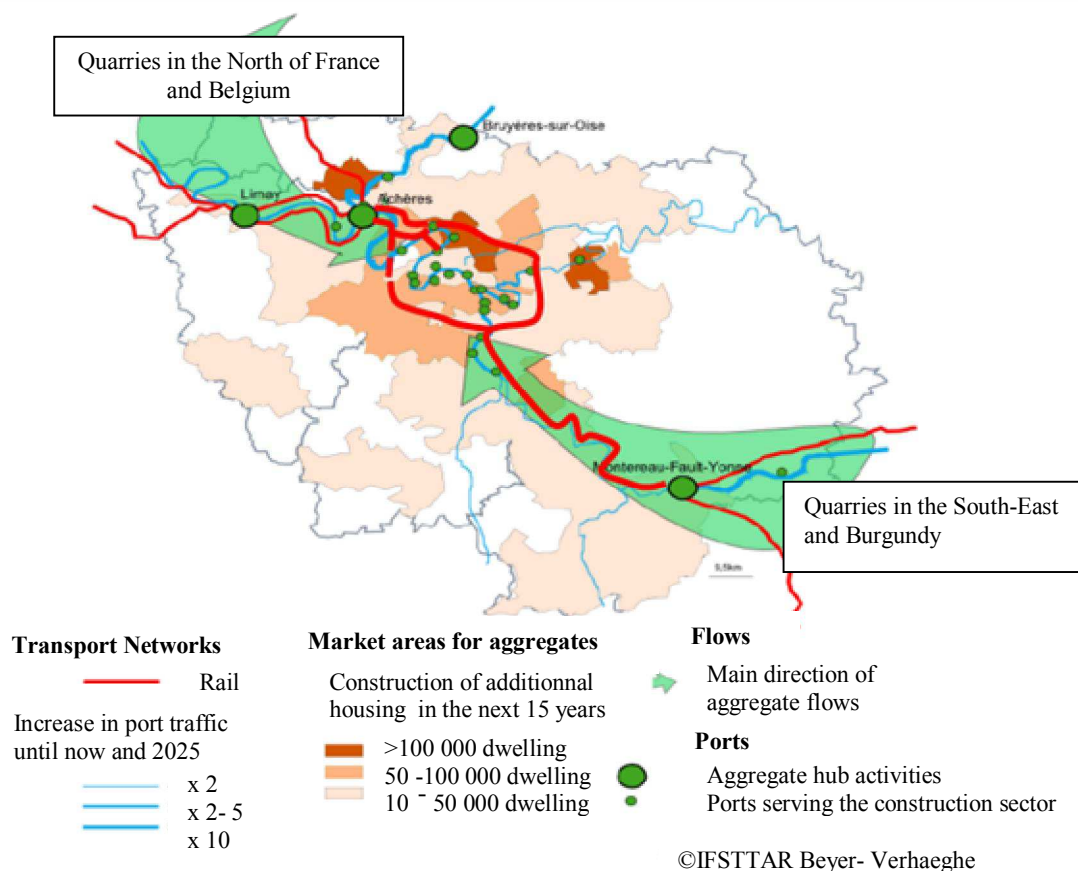 Quarries in the North of France
and Belgium
Bruyéres-sur-Oise
Limay
Achères
Montereau-Fault-Yonne
Quarries in the South-East
and Burgundy
9,5km
Transport Networks
Rail
Increase in port traffic
until now and 2025
x 2
x 2- 5
x 10
Market areas for aggregates
Construction of additionnal
housing in the next 15 years
>100 000 dwelling
50 -100 000 dwelling
10 - 50 000 dwelling
Flows
Main direction of
aggregate flows
Ports
Aggregate hub activities
Ports serving the construction sector
©IFSTTAR Beyer- Verhaeghe